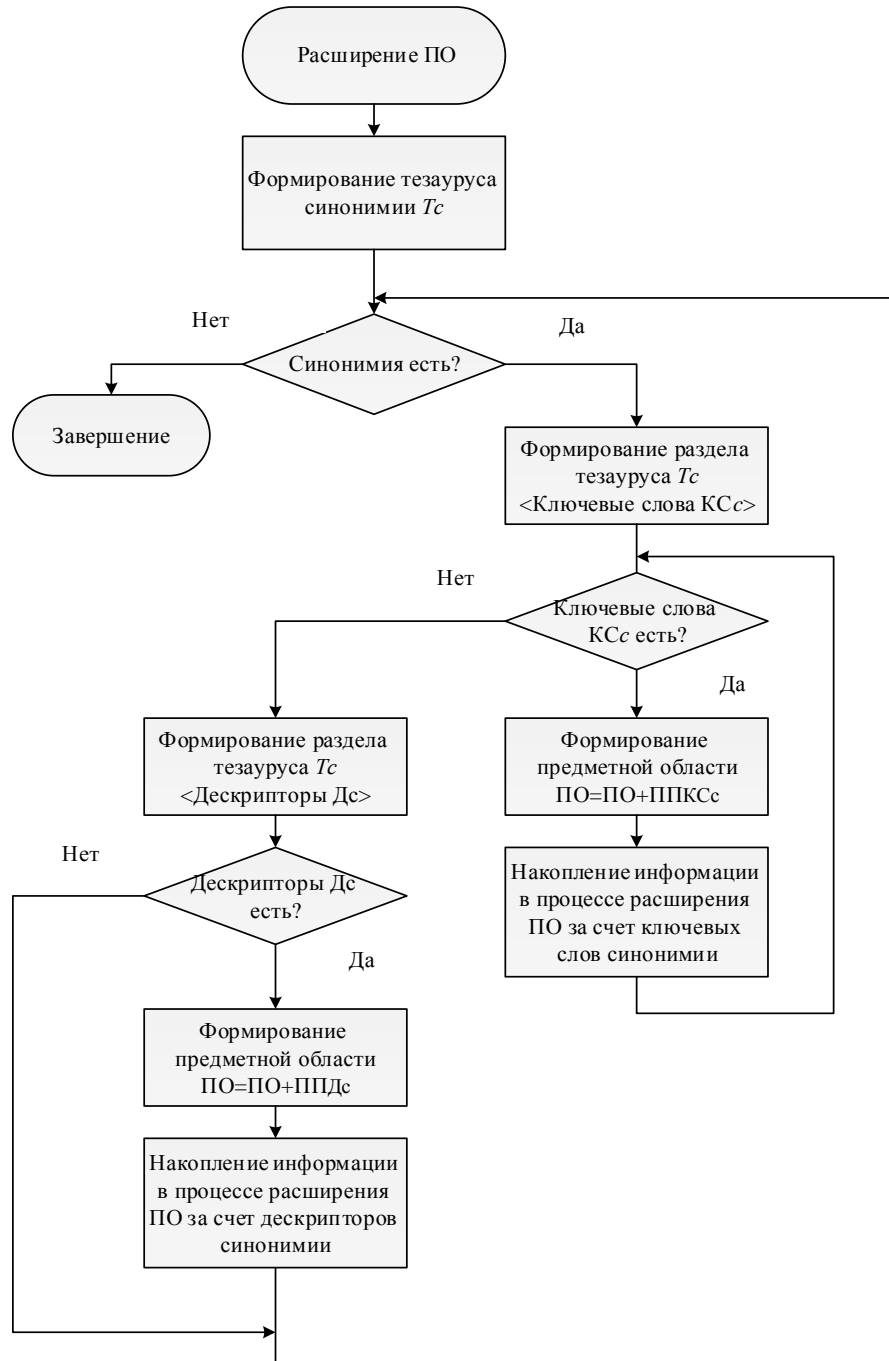 Расширение ПО
Формирование тезауруса
синонимии Тс
Нет
Да
Синонимия есть?
Завершение
Формирование раздела
тезауруса Тс
<Ключевые слова КСс>
Нет
Ключевые слова
КСс есть?
Да
Формирование раздела
тезауруса Тс
<Дескрипторы Дс>
Формирование
предметной области
ПО=ПО+ППКСс
Нет
Дескрипторы Дс
есть?
Накопление информации
в процессе расширения
ПО за счет ключевых
слов синонимии
Да
Формирование
предметной области
ПО=ПО+ППДс
Накопление информации
в процессе расширения
ПО за счет дескрипторов
синонимии